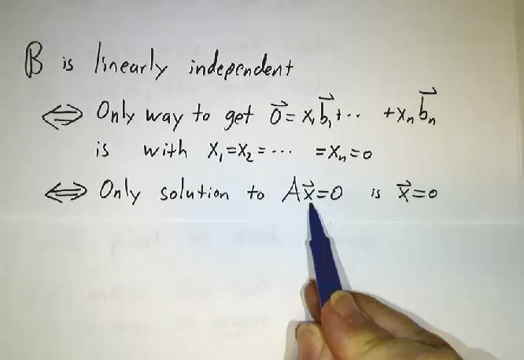 B is linearly independent
⟺ Only way to get 0⃗ = x₁b⃗₁ + ⋯ + xₙb⃗ₙ
is with x₁=x₂= ⋯ =xₙ=0
⟺ Only solution to Ax⃗=0 is x⃗=0